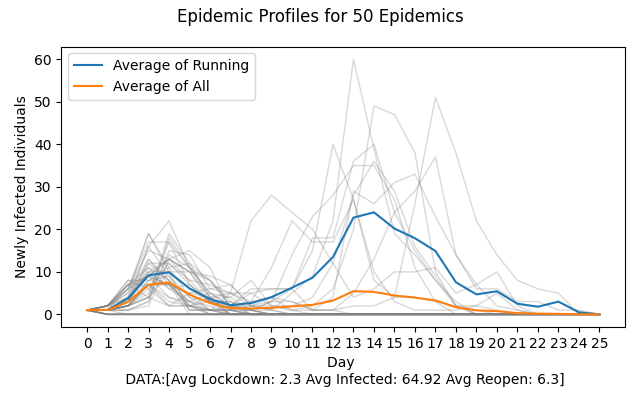 Epidemic Profiles for 50 Epidemics
Average of Running
Average of All
Newly Infected Individuals
60
50
40
30
20
10
0
0 1 2 3 4 5 6 7 8 9 10 11 12 13 14 15 16 17 18 19 20 21 22 23 24 25
Day
DATA:[Avg Lockdown: 2.3 Avg Infected: 64.92 Avg Reopen: 6.3]